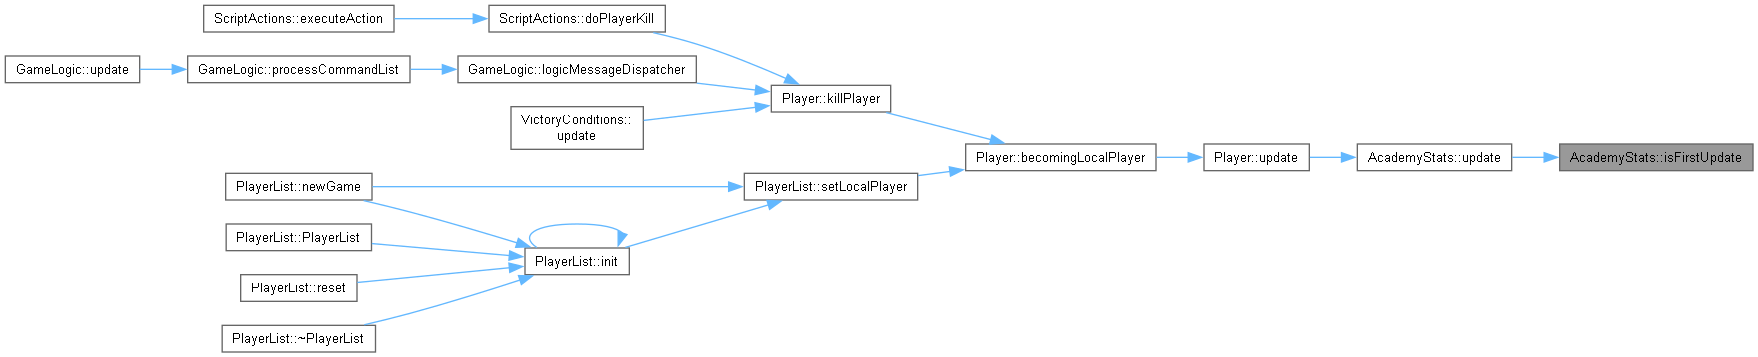 ScriptActions::executeAction
ScriptActions::doPlayerKill
GameLogic::update
GameLogic::processCommandList
GameLogic::logicMessageDispatcher
Player::killPlayer
VictoryConditions::
update
Player::becomingLocalPlayer
Player::update
AcademyStats::update
AcademyStats::isFirstUpdate
PlayerList::newGame
PlayerList::setLocalPlayer
PlayerList::PlayerList
PlayerList::init
PlayerList::reset
PlayerList::~PlayerList